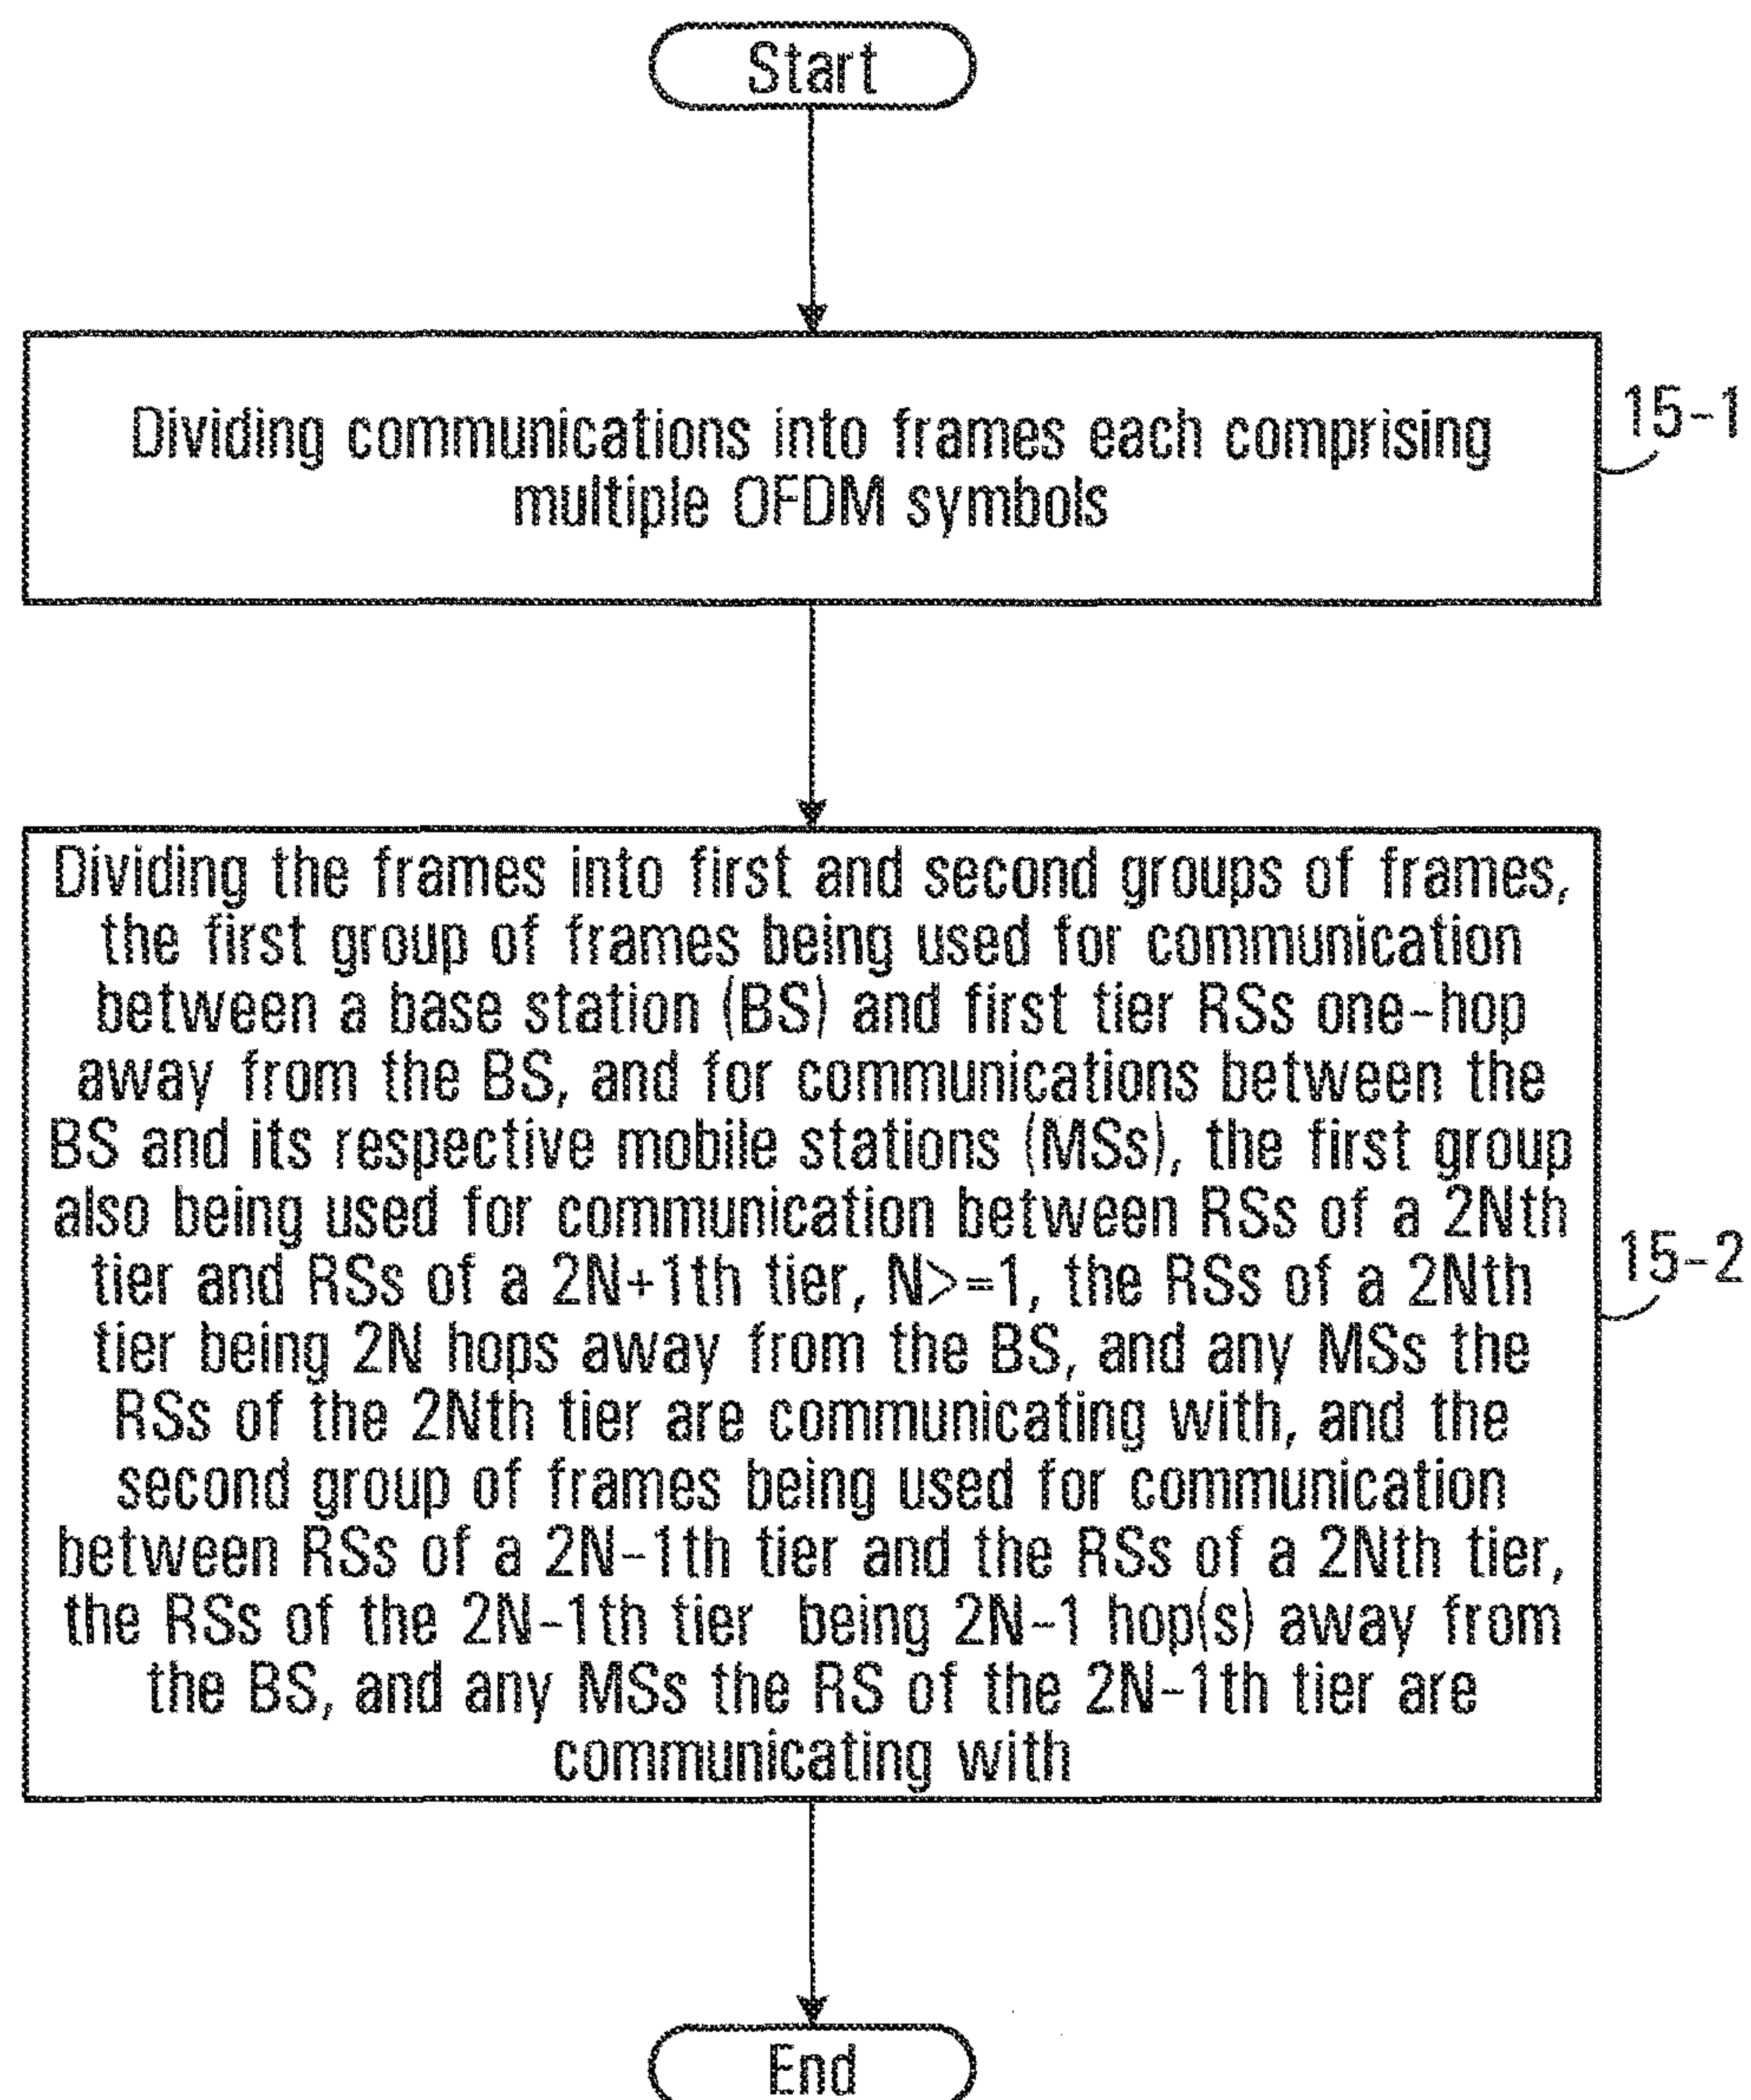 Start
Dividing communications into frames each comprising
multiple OFDM symbols
15-1
Dividing the frames into first and second groups of frames,
the first group of frames being used for communication
between a base station (BS) and first tier RSs one-hop
away from the BS, and for communications between the
BS and its respective mobile stations (MSs), the first group
also being used for communication between RSs of a 2Nth
tier and RSs of a 2N+1th tier, N>=1, the RSs of a 2Nth
tier being 2N hops away from the BS, and any MSs the
RSs of the 2Nth tier are communicating with, and the
second group of frames being used for communication
between RSs of a 2N-1th tier and the RSs of a 2Nth tier,
the RSs of the 2N-1th tier being 2N-1 hop(s) away from
the BS, and any MSs the RS of the 2N-1th tier are
communicating with
15-2
End